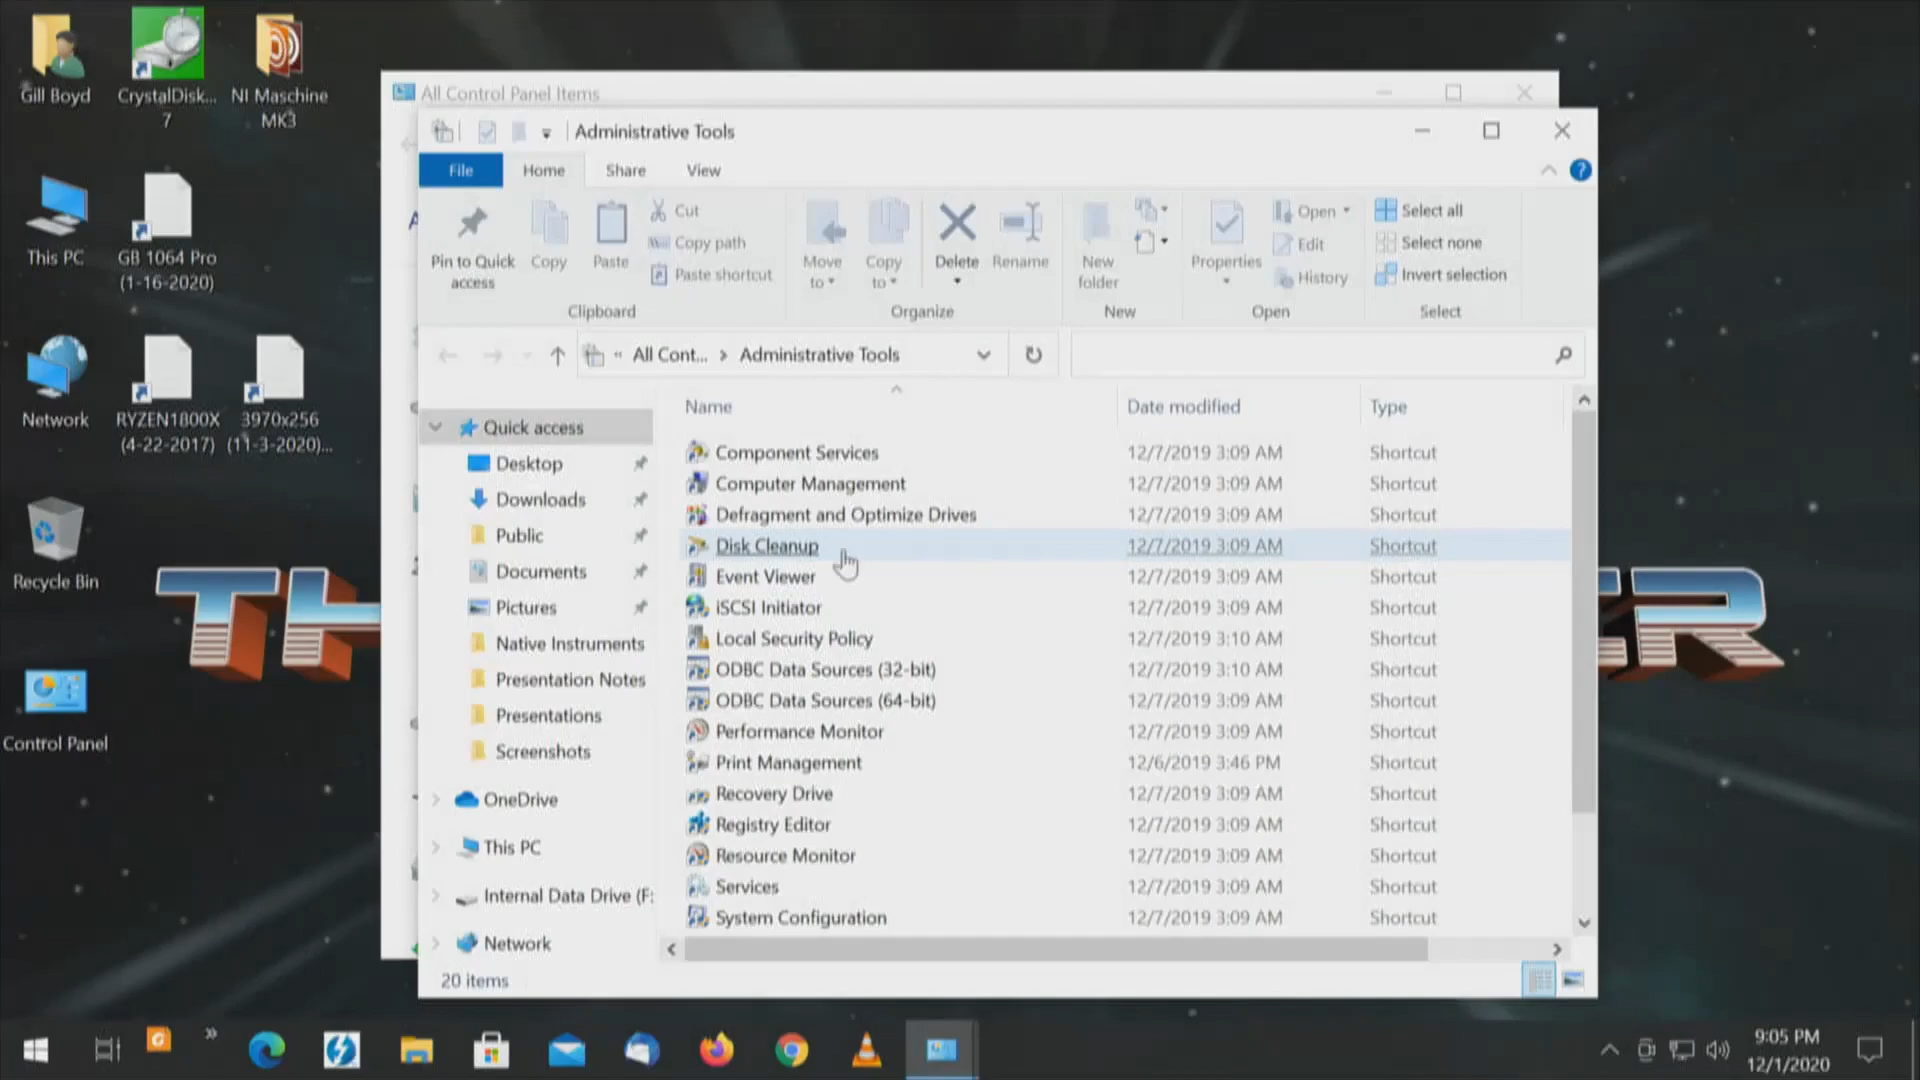 Gill Boyd
CrystalDisk...
7
NI Maschine
MK3
This PC
GB 1064 Pro
(1-16-2020)
Network
RYZEN1800X
(4-22-2017)
3970x256
(11-3-2020)...
Recycle Bin
Control Panel
All Control Panel Items
Administrative Tools
File
Home
Share
View
Pin to Quick
access
Copy
Paste
Cut
Copy path
Paste shortcut
Clipboard
Move
to
Copy
to
Delete
Rename
Organize
New
folder
New
Properties
Open
Edit
History
Open
Select all
Select none
Invert selection
Select
« All Cont... > Administrative Tools
Quick access
Desktop
Downloads
Public
Documents
Pictures
Native Instruments
Presentation Notes
Presentations
Screenshots
OneDrive
This PC
Internal Data Drive (F:
Network
Name Date modified Type
Component Services 12/7/2019 3:09 AM Shortcut
Computer Management 12/7/2019 3:09 AM Shortcut
Defragment and Optimize Drives 12/7/2019 3:09 AM Shortcut
Disk Cleanup 12/7/2019 3:09 AM Shortcut
Event Viewer 12/7/2019 3:09 AM Shortcut
iSCSI Initiator 12/7/2019 3:09 AM Shortcut
Local Security Policy 12/7/2019 3:10 AM Shortcut
ODBC Data Sources (32-bit) 12/7/2019 3:10 AM Shortcut
ODBC Data Sources (64-bit) 12/7/2019 3:09 AM Shortcut
Performance Monitor 12/7/2019 3:09 AM Shortcut
Print Management 12/6/2019 3:46 PM Shortcut
Recovery Drive 12/7/2019 3:09 AM Shortcut
Registry Editor 12/7/2019 3:09 AM Shortcut
Resource Monitor 12/7/2019 3:09 AM Shortcut
Services 12/7/2019 3:09 AM Shortcut
System Configuration 12/7/2019 3:09 AM Shortcut
20 items
9:05 PM
12/1/2020